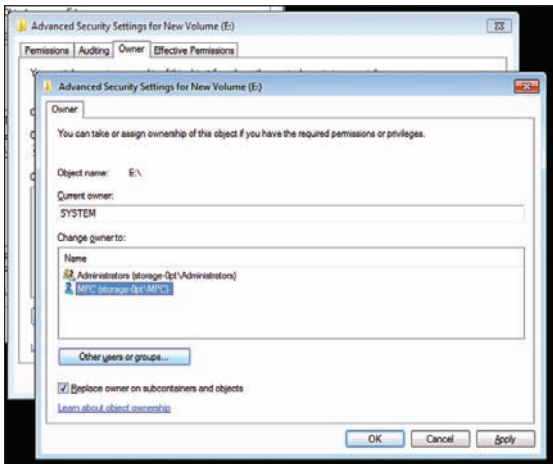 Advanced Security Settings for New Volume (E:)
Permissions Auditing Owner Effective Permissions
Advanced Security Settings for New Volume (E:)
Owner
You can take or assign ownership of this object if you have the required permissions or privileges.
Object name: E:\
Current owner:
SYSTEM
Change owner to:
Name
Administrators (storage-0pt\Administrators)
MPC (storage-0pt\MPC)
Other users or groups...
Replace owner on subcontainers and objects
Learn about object ownership
OK Cancel Apply